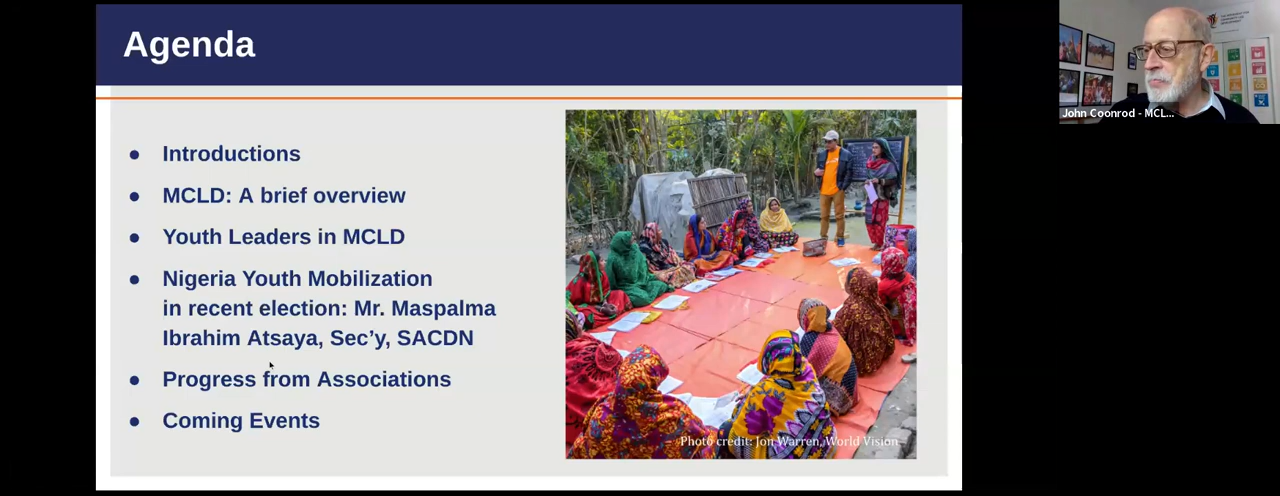 Agenda
● Introductions
● MCLD: A brief overview
● Youth Leaders in MCLD
● Nigeria Youth Mobilization
in recent election: Mr. Maspalma
Ibrahim Atsaya, Sec’y, SACDN
● Progress from Associations
● Coming Events
Photo credit: Jon Warren, World Vision
John Coonrod - MCL...